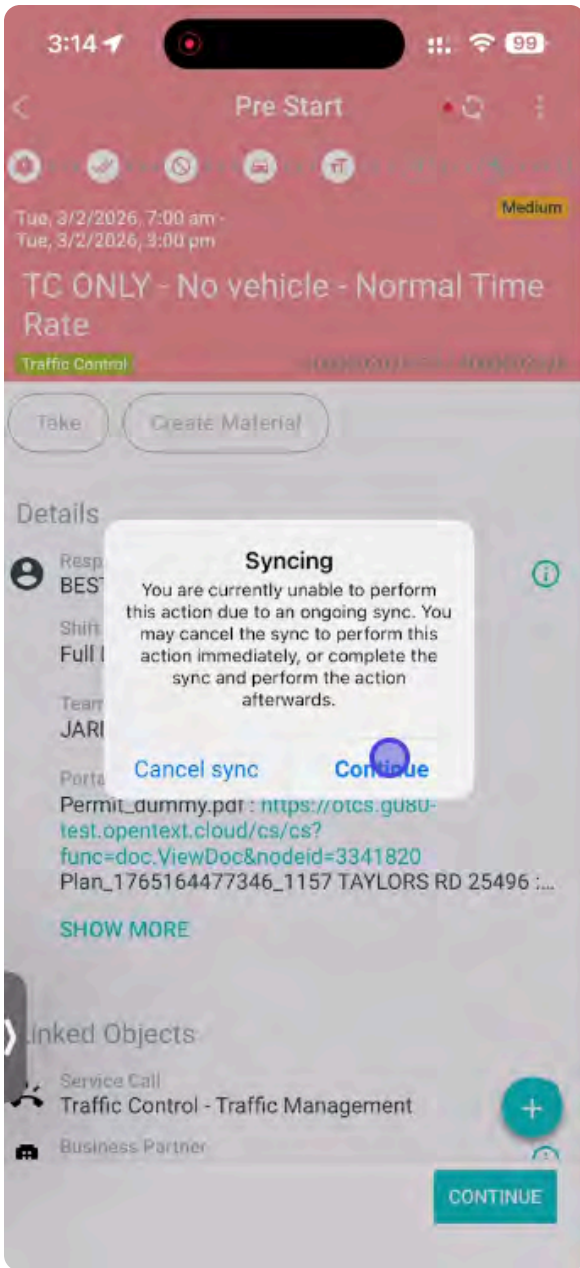 3:14
99
Pre Start
Medium
Tue, 3/2/2026, 7:00 am -
Tue, 3/2/2026, 3:00 pm
TC ONLY - No vehicle - Normal Time
Rate
Traffic Control
Take
Create Material
Details
Resp
BEST
Shift
Full
Team
JARI
Syncing
You are currently unable to perform
this action due to an ongoing sync. You
may cancel the sync to perform this
action immediately, or complete the
sync and perform the action
afterwards.
Cancel sync
Continue
Porta
Permit_dummy.pdf : https://otcs.gu80-
test.opentext.cloud/cs/cs?
func=doc.ViewDoc&nodeid=3341820
Plan_1765164477346_1157 TAYLORS RD 25496 :...
SHOW MORE
Linked Objects
Service Call
Traffic Control - Traffic Management
Business Partner
CONTINUE